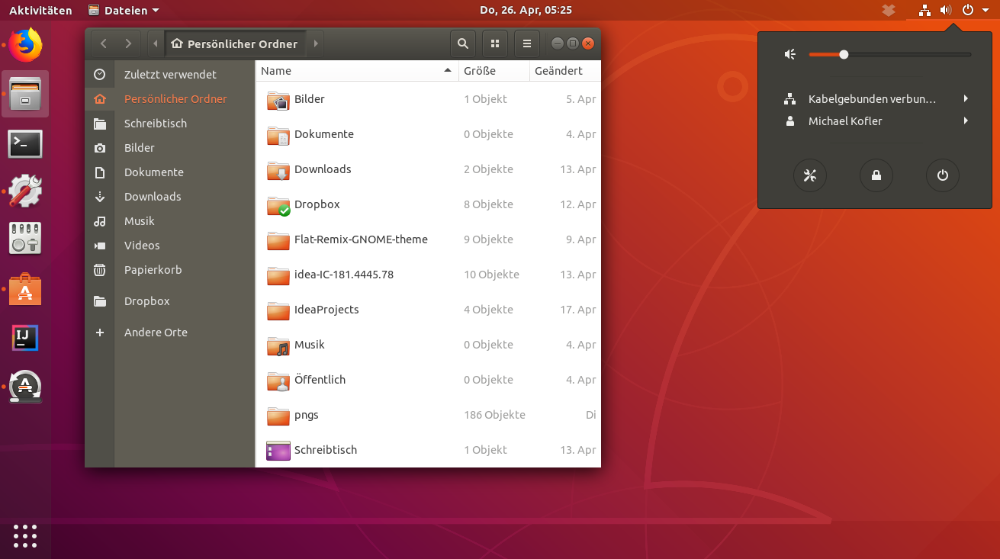 Aktivitäten Dateien Do, 26. Apr, 05:25
Persönlicher Ordner
Zuletzt verwendet
Persönlicher Ordner
Schreibtisch
Bilder
Dokumente
Downloads
Musik
Videos
Papierkorb
Dropbox
Andere Orte
Name Größe Geändert
Bilder 1 Objekt 5. Apr
Dokumente 0 Objekte 4. Apr
Downloads 2 Objekte 13. Apr
Dropbox 8 Objekte 12. Apr
Flat-Remix-GNOME-theme 9 Objekte 9. Apr
idea-IC-181.4445.78 10 Objekte 13. Apr
IdeaProjects 4 Objekte 17. Apr
Musik 0 Objekte 4. Apr
Öffentlich 0 Objekte 4. Apr
pngs 186 Objekte Di
Schreibtisch 1 Objekt 13. Apr
Kabelgebunden verbun…
Michael Kofler
IJ